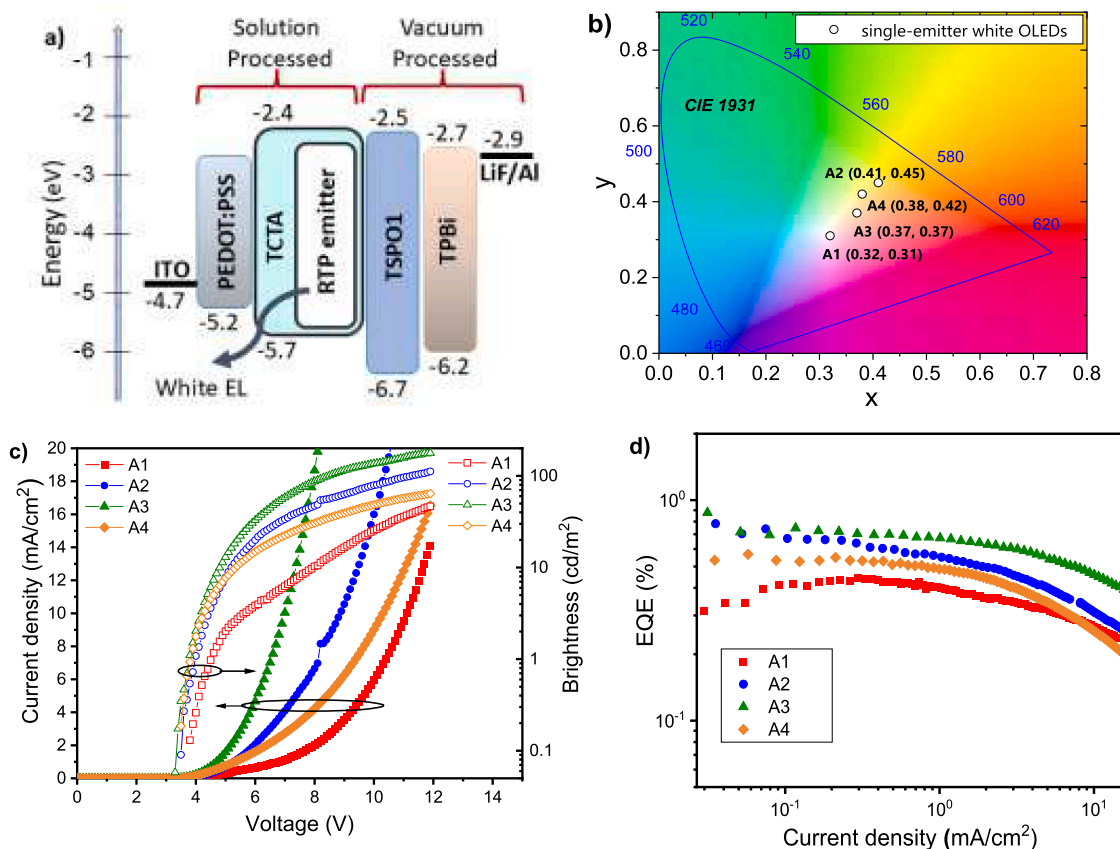 a)
Solution
Processed
Vacuum
Processed
Energy (eV)
-1
-2
-3
-4
-5
-6
ITO
-4.7
PEDOT:PSS
-5.2
-2.4
TCTA
RTP emitter
-5.7
White EL
-2.5
TSPO1
-6.7
-2.7
TPBi
-6.2
-2.9
LiF/Al
b)
single-emitter white OLEDs
CIE 1931
520
540
560
580
600
620
500
480
460
A2 (0.41, 0.45)
A4 (0.38, 0.42)
A3 (0.37, 0.37)
A1 (0.32, 0.31)
y
0.8
0.6
0.4
0.2
0.0
0.0 0.1 0.2 0.3 0.4 0.5 0.6 0.7 0.8
x
c)
A1
A2
A3
A4
A1
A2
A3
A4
Current density (mA/cm²)
20
18
16
14
12
10
8
6
4
2
0
Brightness (cd/m²)
100
10
1
0.1
0 2 4 6 8 10 12 14
Voltage (V)
d)
EQE (%)
10⁰
10⁻¹
A1
A2
A3
A4
10⁻¹ 10⁰ 10¹
Current density (mA/cm²)